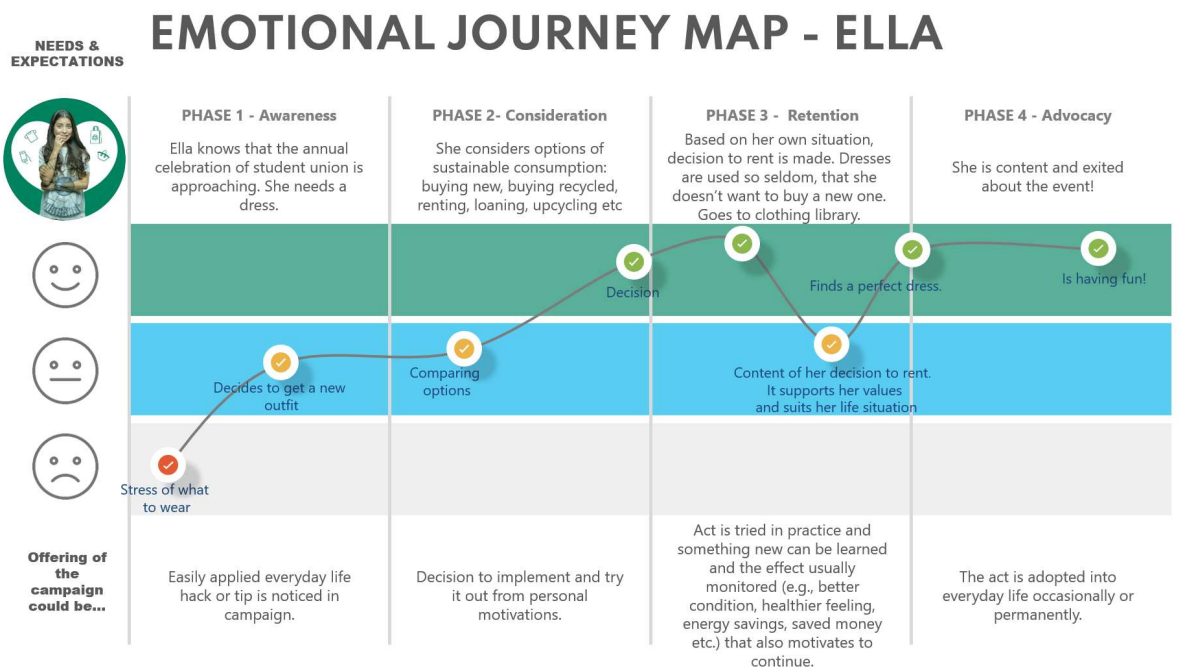 EMOTIONAL JOURNEY MAP - ELLA
NEEDS &
EXPECTATIONS
PHASE 1 - Awareness
Ella knows that the annual
celebration of student union is
approaching. She needs a
dress.
PHASE 2- Consideration
She considers options of
sustainable consumption:
buying new, buying recycled,
renting, loaning, upcycling etc
PHASE 3 - Retention
Based on her own situation,
decision to rent is made. Dresses
are used so seldom, that she
doesn't want to buy a new one.
Goes to clothing library.
PHASE 4 - Advocacy
She is content and exited
about the event!
Stress of what
to wear
Decides to get a new
outfit
Comparing
options
Decision
Content of her decision to rent.
It supports her values
and suits her life situation
Finds a perfect dress.
Is having fun!
Offering of
the
campaign
could be...
Easily applied everyday life
hack or tip is noticed in
campaign.
Decision to implement and try
it out from personal
motivations.
Act is tried in practice and
something new can be learned
and the effect usually
monitored (e.g., better
condition, healthier feeling,
energy savings, saved money
etc.) that also motivates to
continue.
The act is adopted into
everyday life occasionally or
permanently.